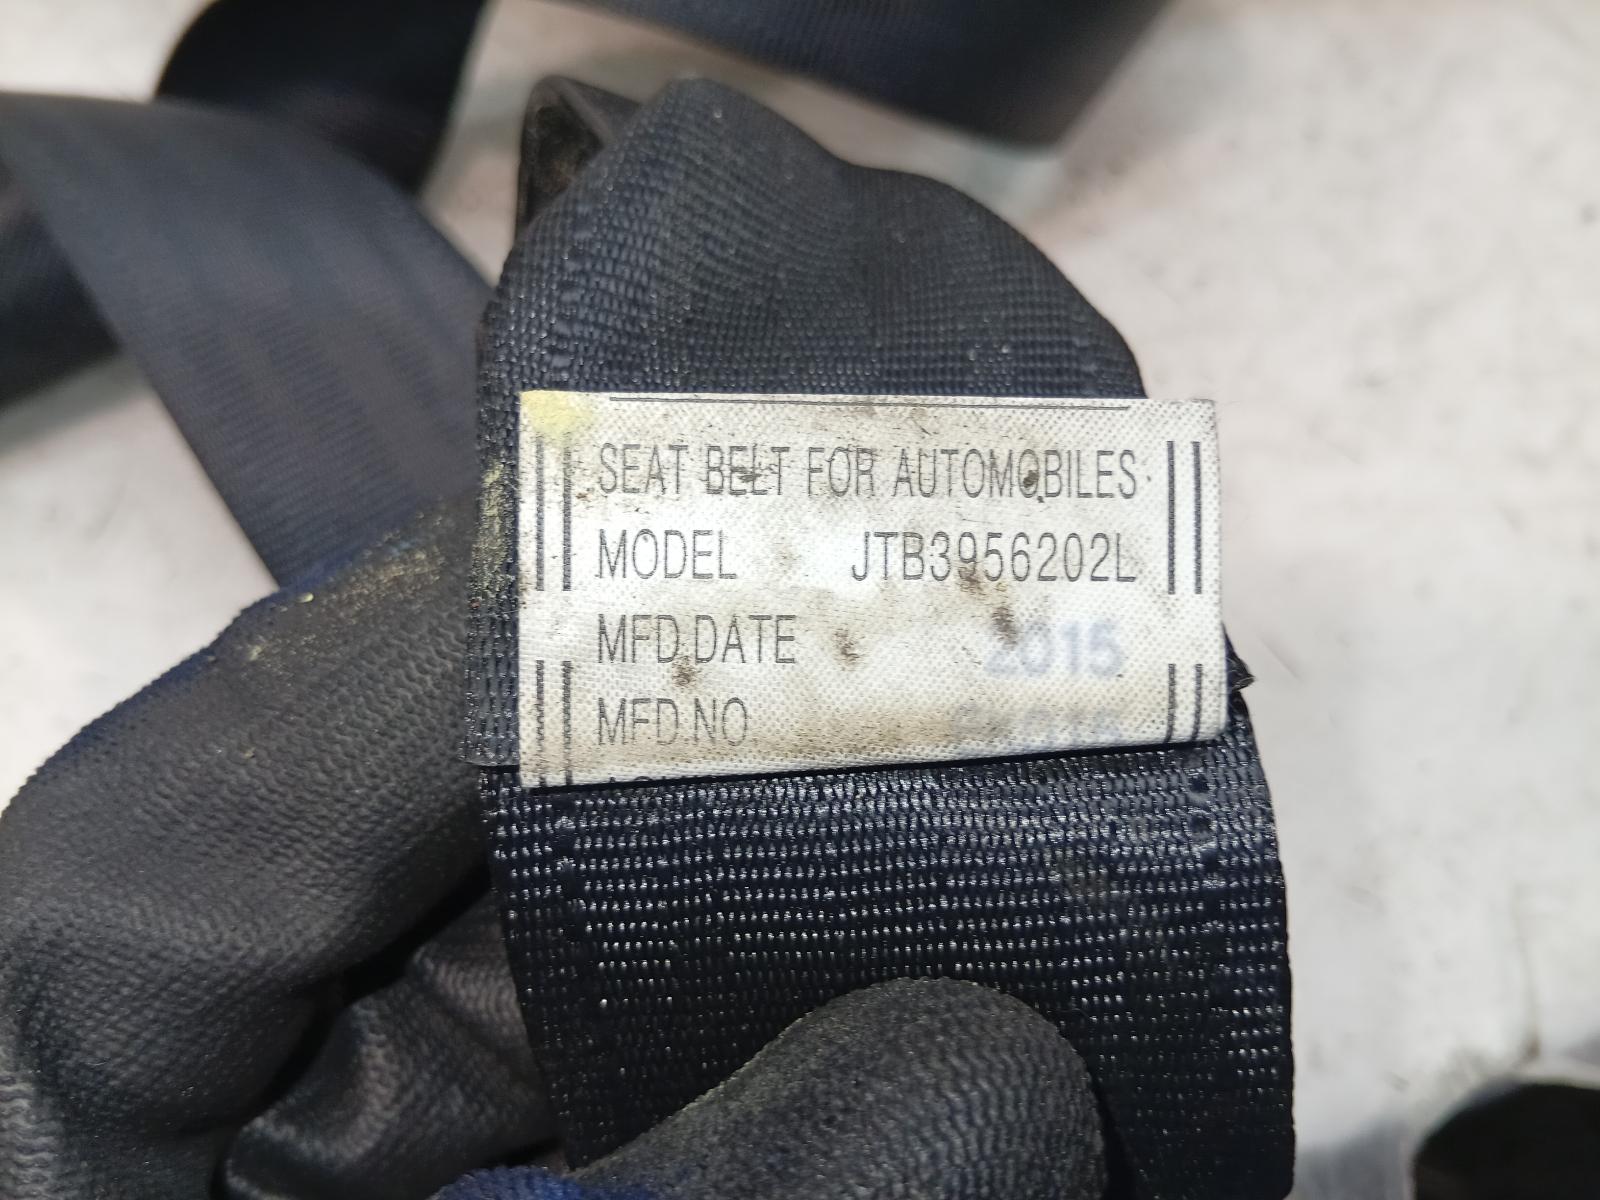 SEAT BELT FOR AUTOMOBILES
MODEL JTB3956202L
MFD.DATE 2015
MFD.NO